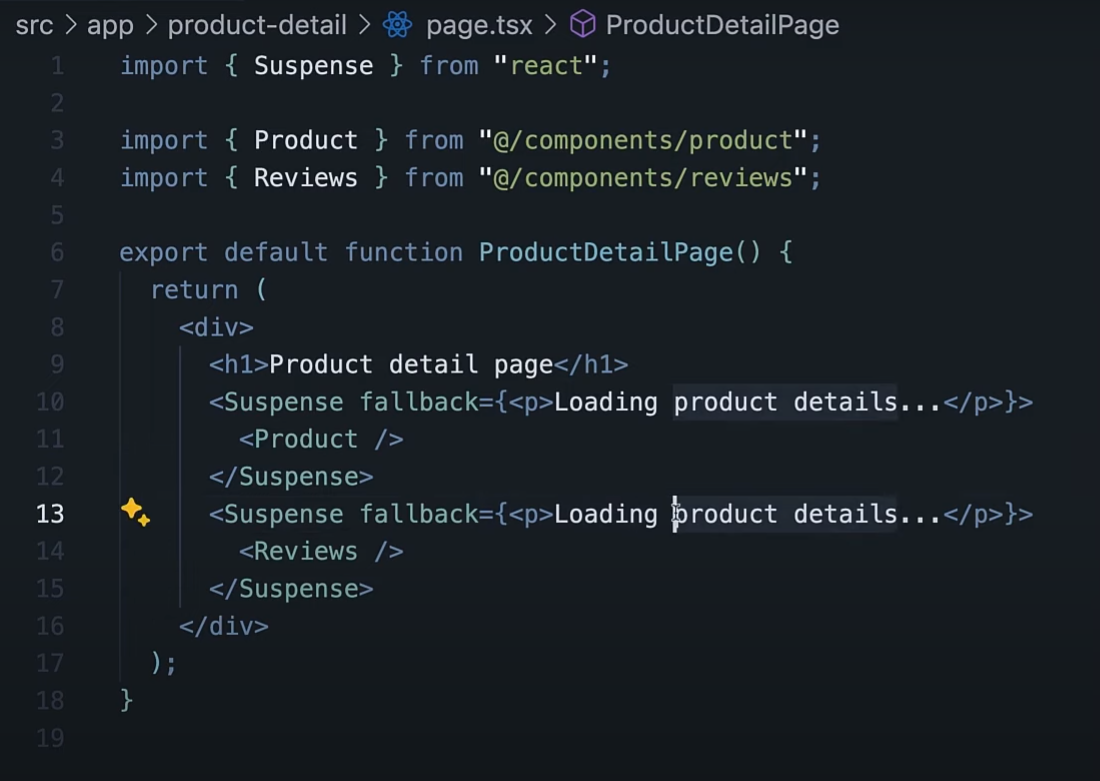 src > app > product-detail > page.tsx > ProductDetailPage
1 import { Suspense } from "react";
2
3 import { Product } from "@/components/product";
4 import { Reviews } from "@/components/reviews";
5
6 export default function ProductDetailPage() {
7 return (
8 <div>
9 <h1>Product detail page</h1>
10 <Suspense fallback={<p>Loading product details...</p>}>
11 <Product />
12 </Suspense>
13 <Suspense fallback={<p>Loading product details...</p>}>
14 <Reviews />
15 </Suspense>
16 </div>
17 );
18 }
19